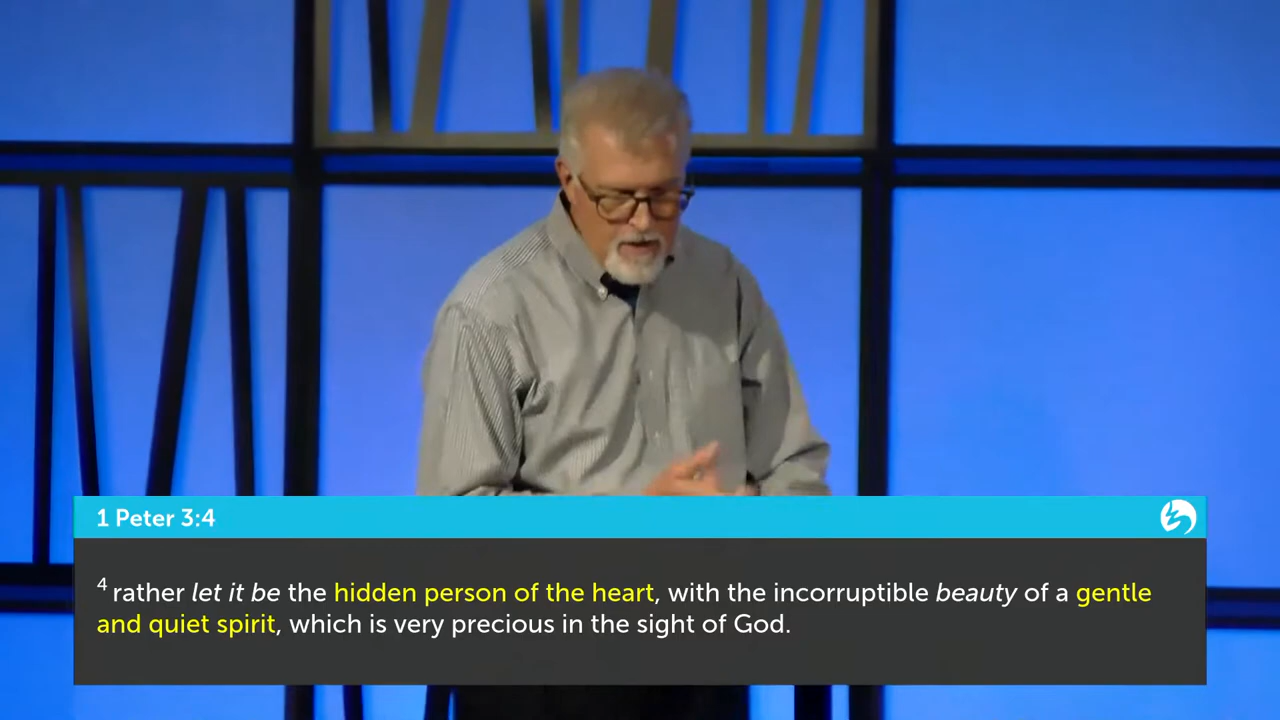 1 Peter 3:4
4 rather let it be the hidden person of the heart, with the incorruptible beauty of a gentle
and quiet spirit, which is very precious in the sight of God.